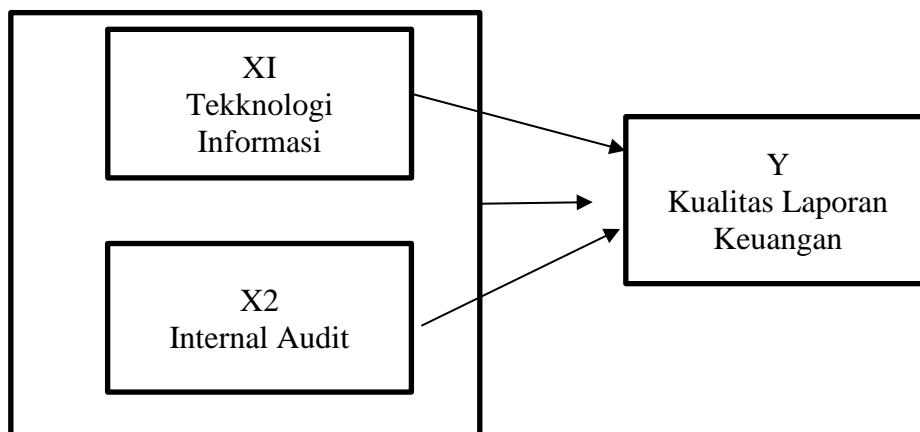 XI
Tekknologi
Informasi
Y
Kualitas Laporan
Keuangan
X2
Internal Audit